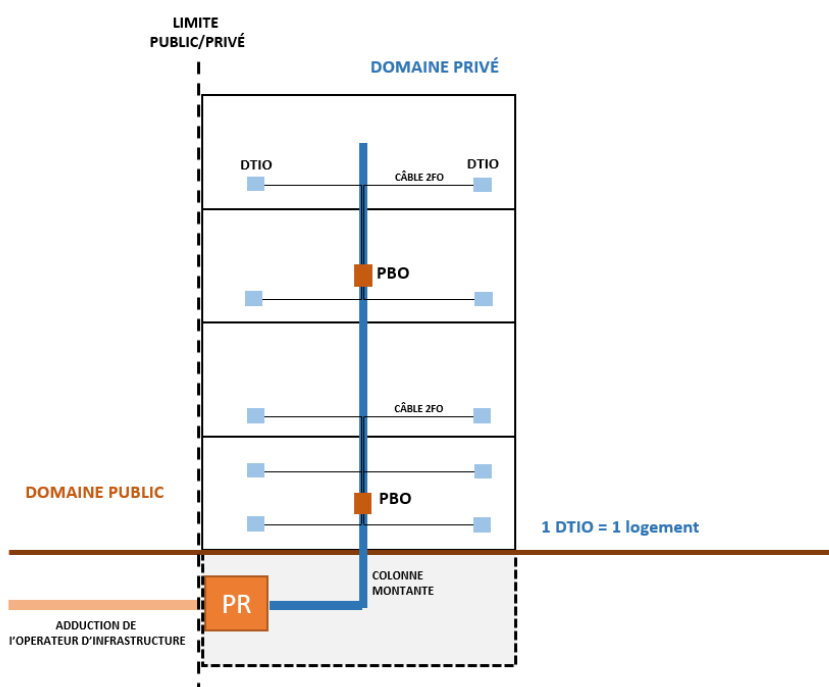 LIMITE
PUBLIC/PRIVÉ
DOMAINE PRIVÉ
DTIO
DTIO
CÂBLE 2FO
PBO
CÂBLE 2FO
DOMAINE PUBLIC
PBO
1 DTIO = 1 logement
COLONNE
MONTANTE
PR
ADDUCTION DE
l'OPERATEUR D'INFRASTRUCTURE